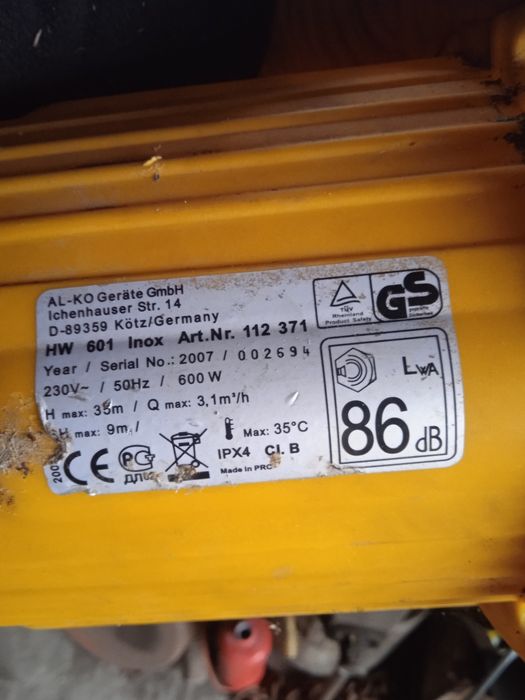 AL-KO Geräte GmbH
Ichenhauser Str. 14
D-89359 Kötz/Germany
HW 601 Inox Art.Nr. 112 371
Year / Serial No.: 2007 / 002694
230V~ / 50Hz / 600 W
H max: 35m / Q max: 3,1m³/h
max: 9m /
Max: 35°C
IPX4 Cl. B
Made in PRC
CE
TÜV
Rheinland
Product Safety
GS
LWA
86 dB